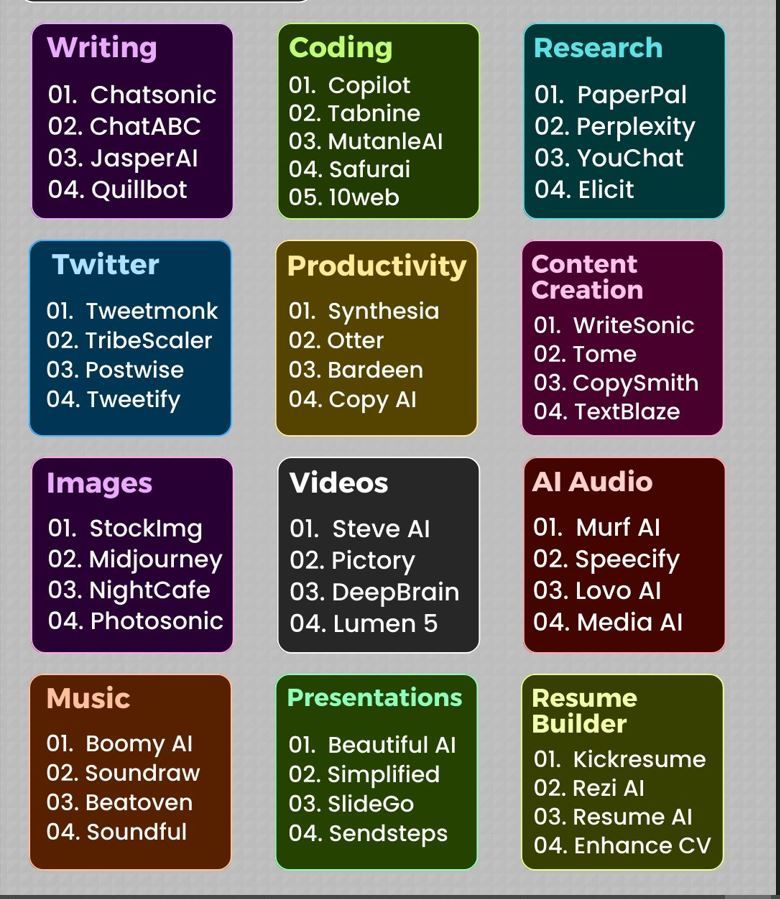 Writing
01. Chatsonic
02. ChatABC
03. JasperAI
04. Quillbot
Coding
01. Copilot
02. Tabnine
03. MutanleAI
04. Safurai
05. 10web
Research
01. PaperPal
02. Perplexity
03. YouChat
04. Elicit
Twitter
01. Tweetmonk
02. TribeScaler
03. Postwise
04. Tweetify
Productivity
01. Synthesia
02. Otter
03. Bardeen
04. Copy AI
Content
Creation
01. WriteSonic
02. Tome
03. CopySmith
04. TextBlaze
Images
01. StockImg
02. Midjourney
03. NightCafe
04. Photosonic
Videos
01. Steve AI
02. Pictory
03. DeepBrain
04. Lumen 5
AI Audio
01. Murf AI
02. Speecify
03. Lovo AI
04. Media AI
Music
01. Boomy AI
02. Soundraw
03. Beatoven
04. Soundful
Presentations
01. Beautiful AI
02. Simplified
03. SlideGo
04. Sendsteps
Resume
Builder
01. Kickresume
02. Rezi AI
03. Resume AI
04. Enhance CV